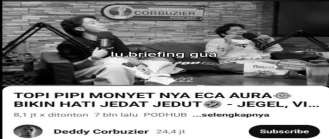 CORBUZIER
lu briefing gua
TOPI PIPI MONYET NYA ECA AURA
BIKIN HATI JEDAT JEDUT - JEGEL, VI...
8,1 jt x ditonton 7 bln lalu PODHUB ...selengkapnya
Deddy Corbuzier 24,4 jt Subscribe